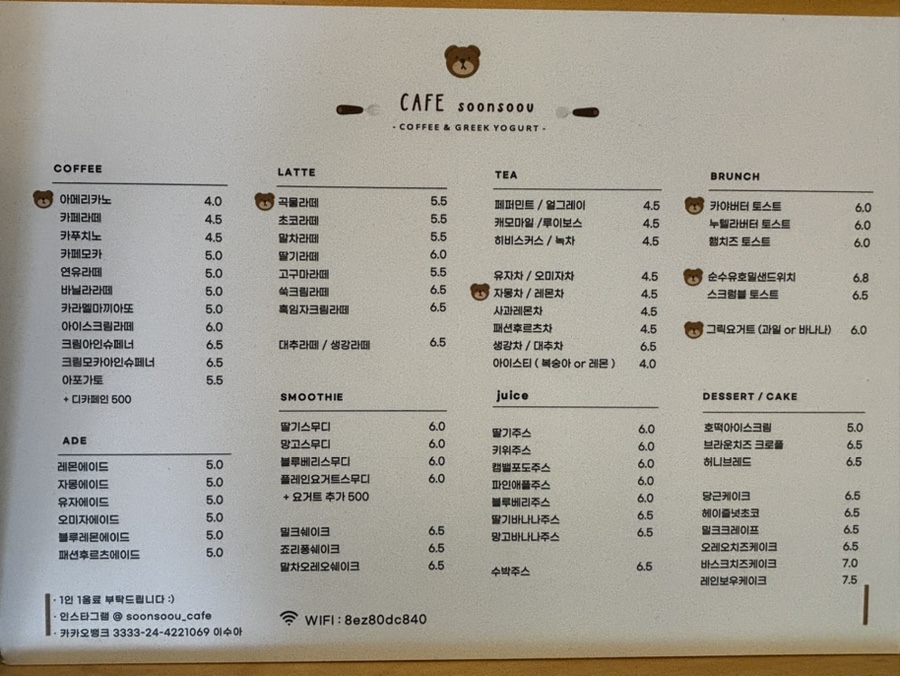 CAFE soonsoou
· COFFEE & GREEK YOGURT ·
COFFEE
아메리카노 4.0
카페라떼 4.5
카푸치노 4.5
카페모카 5.0
연유라떼 5.0
바닐라라떼 5.0
카라멜마끼아또 5.0
아이스크림라떼 6.0
크림아인슈페너 6.5
크림모카아인슈페너 6.5
아포가토 5.5
+ 디카페인 500
ADE
레몬에이드 5.0
자몽에이드 5.0
유자에이드 5.0
오미자에이드 5.0
블루레몬에이드 5.0
패션후르츠에이드 5.0
LATTE
곡물라떼 5.5
초코라떼 5.5
말차라떼 5.5
딸기라떼 6.0
고구마라떼 5.5
쑥크림라떼 6.5
흑임자크림라떼 6.5
대추라떼 / 생강라떼 6.5
SMOOTHIE
딸기스무디 6.0
망고스무디 6.0
블루베리스무디 6.0
플레인요거트스무디 6.0
+ 요거트 추가 500
밀크쉐이크 6.5
죠리퐁쉐이크 6.5
말차오레오쉐이크 6.5
TEA
페퍼민트 / 얼그레이 4.5
캐모마일 /루이보스 4.5
히비스커스 / 녹차 4.5
유자차 / 오미자차 4.5
자몽차 / 레몬차 4.5
사과레몬차 4.5
패션후르츠차 4.5
생강차 / 대추차 6.5
아이스티 ( 복숭아 or 레몬 ) 4.0
juice
딸기주스 6.0
키위주스 6.0
캠벨포도주스 6.0
파인애플주스 6.0
블루베리주스 6.0
딸기바나나주스 6.5
망고바나나주스 6.5
수박주스 6.5
BRUNCH
카야버터 토스트 6.0
누텔라버터 토스트 6.0
햄치즈 토스트 6.0
순수유호밀샌드위치 6.8
스크럼블 토스트 6.5
그릭요거트 (과일 or 바나나) 6.0
DESSERT / CAKE
호떡아이스크림 5.0
브라운치즈 크로플 6.5
허니브레드 6.5
당근케이크 6.5
헤이즐넛초코 6.5
밀크크레이프 6.5
오레오치즈케이크 6.5
바스크치즈케이크 7.0
레인보우케이크 7.5
· 1인 1음료 부탁드립니다 :)
· 인스타그램 @ soonsoou_cafe
· 카카오뱅크 3333-24-4221069 이수아
WIFI : 8ez80dc840